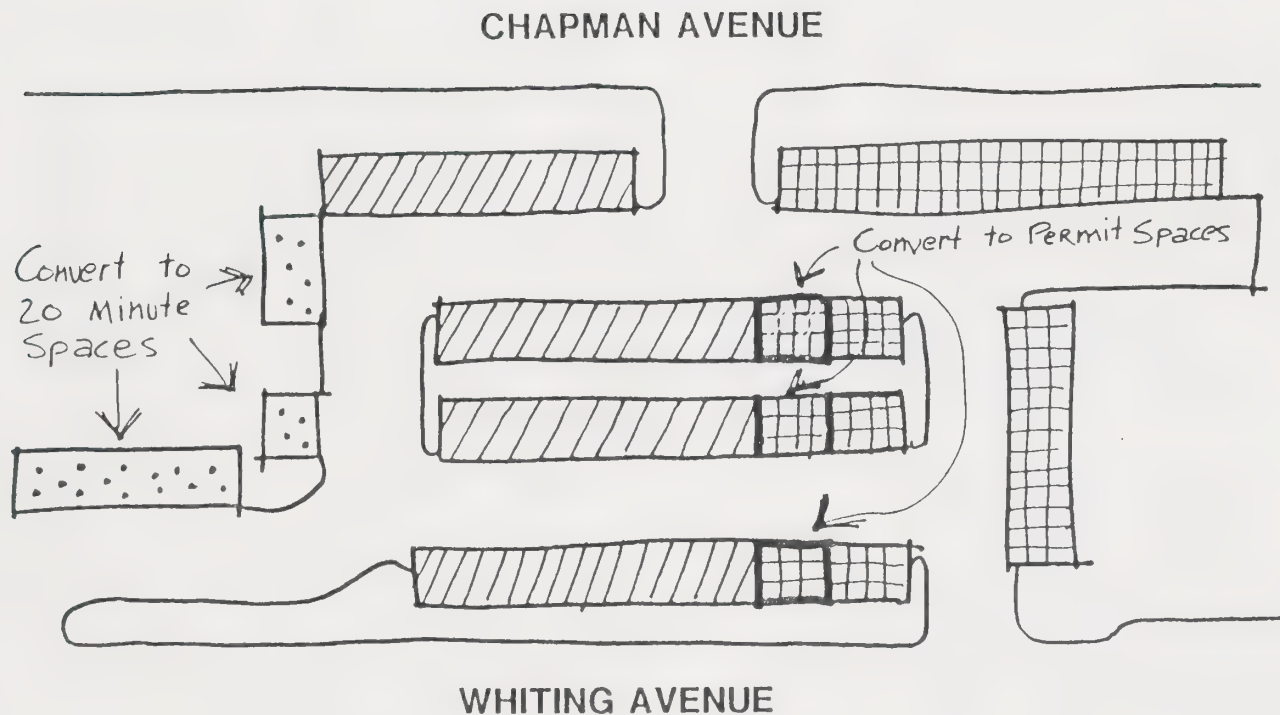 CHAPMAN AVENUE
Convert to Permit Spaces
Convert to
20 Minute
Spaces
WHITING AVENUE